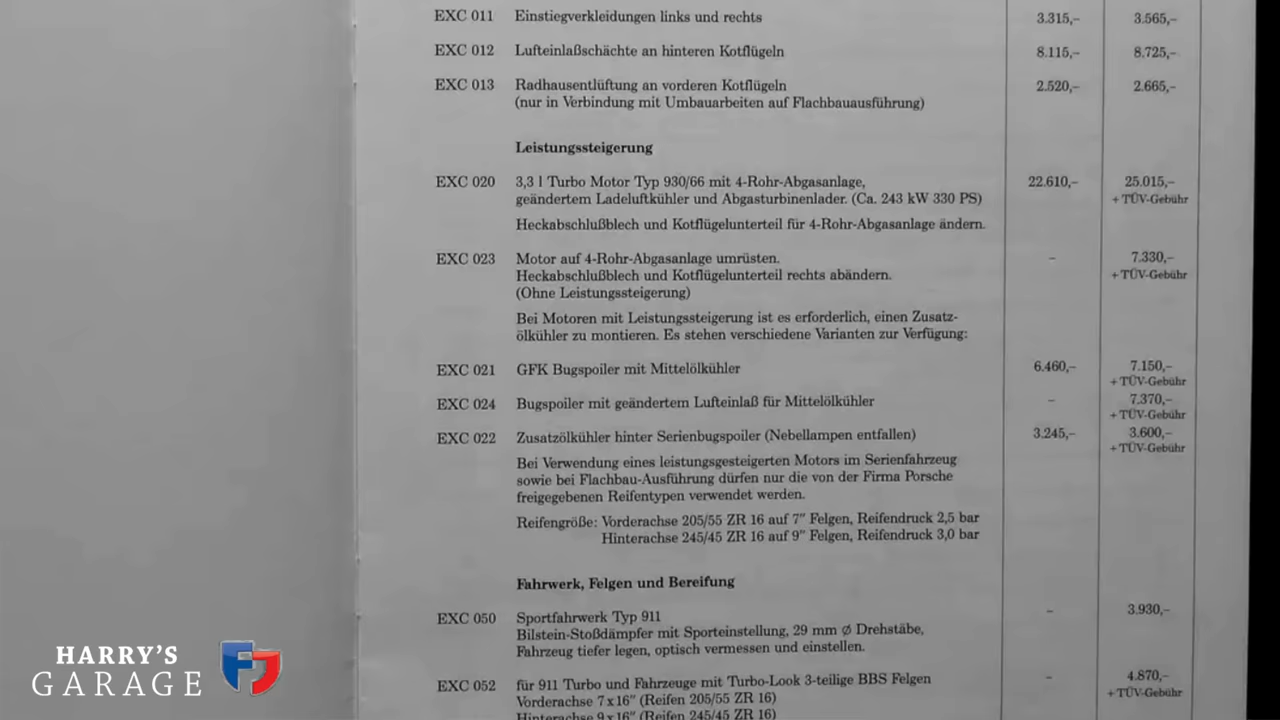 EXC 011 Einstiegverkleidungen links und rechts 3.315,– 3.565,–
EXC 012 Lufteinlaßschächte an hinteren Kotflügeln 8.115,– 8.725,–
EXC 013 Radhausentlüftung an vorderen Kotflügeln 2.520,– 2.665,–
(nur in Verbindung mit Umbauarbeiten auf Flachbauausführung)
Leistungssteigerung
EXC 020 3,3 l Turbo Motor Typ 930/66 mit 4-Rohr-Abgasanlage, 22.610,– 25.015,–
geändertem Ladeluftkühler und Abgasturbinenlader. (Ca. 243 kW 330 PS) + TÜV-Gebühr
Heckabschlußblech und Kotflügelunterteil für 4-Rohr-Abgasanlage ändern.
EXC 023 Motor auf 4-Rohr-Abgasanlage umrüsten. – 7.330,–
Heckabschlußblech und Kotflügelunterteil rechts abändern. + TÜV-Gebühr
(Ohne Leistungssteigerung)
Bei Motoren mit Leistungssteigerung ist es erforderlich, einen Zusatz-
ölkühler zu montieren. Es stehen verschiedene Varianten zur Verfügung:
EXC 021 GFK Bugspoiler mit Mittelölkühler 6.460,– 7.150,–
+ TÜV-Gebühr
EXC 024 Bugspoiler mit geändertem Lufteinlaß für Mittelölkühler – 7.370,–
+ TÜV-Gebühr
EXC 022 Zusatzölkühler hinter Serienbugspoiler (Nebellampen entfallen) 3.245,– 3.600,–
+ TÜV-Gebühr
Bei Verwendung eines leistungsgesteigerten Motors im Serienfahrzeug
sowie bei Flachbau-Ausführung dürfen nur die von der Firma Porsche
freigegebenen Reifentypen verwendet werden.
Reifengröße: Vorderachse 205/55 ZR 16 auf 7" Felgen, Reifendruck 2,5 bar
Hinterachse 245/45 ZR 16 auf 9" Felgen, Reifendruck 3,0 bar
Fahrwerk, Felgen und Bereifung
EXC 050 Sportfahrwerk Typ 911 – 3.930,–
Bilstein-Stoßdämpfer mit Sporteinstellung, 29 mm Ø Drehstäbe,
Fahrzeug tiefer legen, optisch vermessen und einstellen.
EXC 052 für 911 Turbo und Fahrzeuge mit Turbo-Look 3-teilige BBS Felgen – 4.870,–
Vorderachse 7 x 16" (Reifen 205/55 ZR 16) + TÜV-Gebühr
Hinterachse 9 x 16" (Reifen 245/45 ZR 16)
HARRY'S
GARAGE